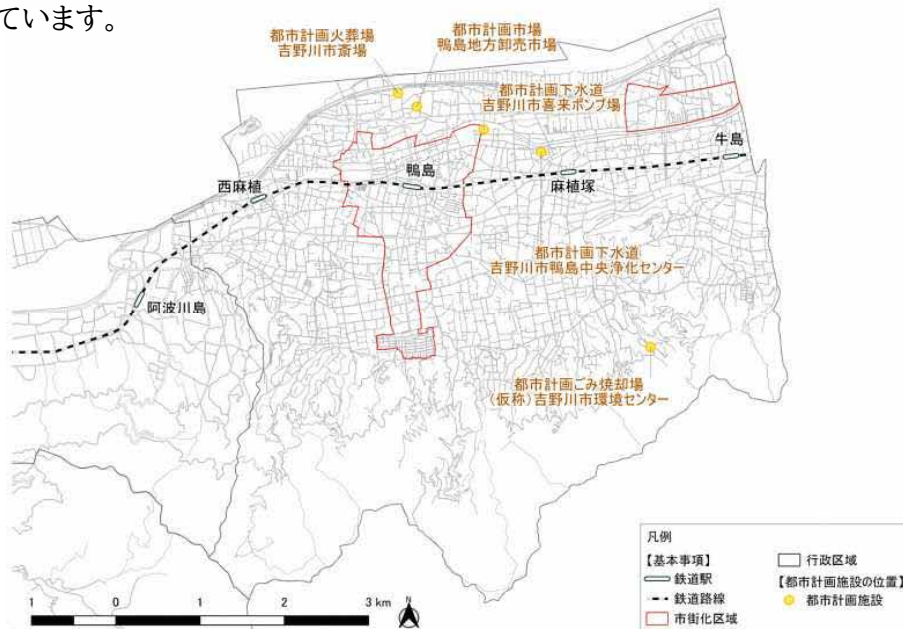 ています。
都市計画火葬場
吉野川市斎場
都市計画市場
鴨島地方卸売市場
都市計画下水道
吉野川市喜来ポンプ場
牛島
鴨島
麻植塚
西麻植
都市計画下水道
吉野川市鴨島中央浄化センター
阿波川島
都市計画ごみ焼却場
(仮称)吉野川市環境センター
凡例
【基本事項】
鉄道駅
鉄道路線
市街化区域
行政区域
【都市計画施設の位置】
都市計画施設
1 0 1 2 3 km
N